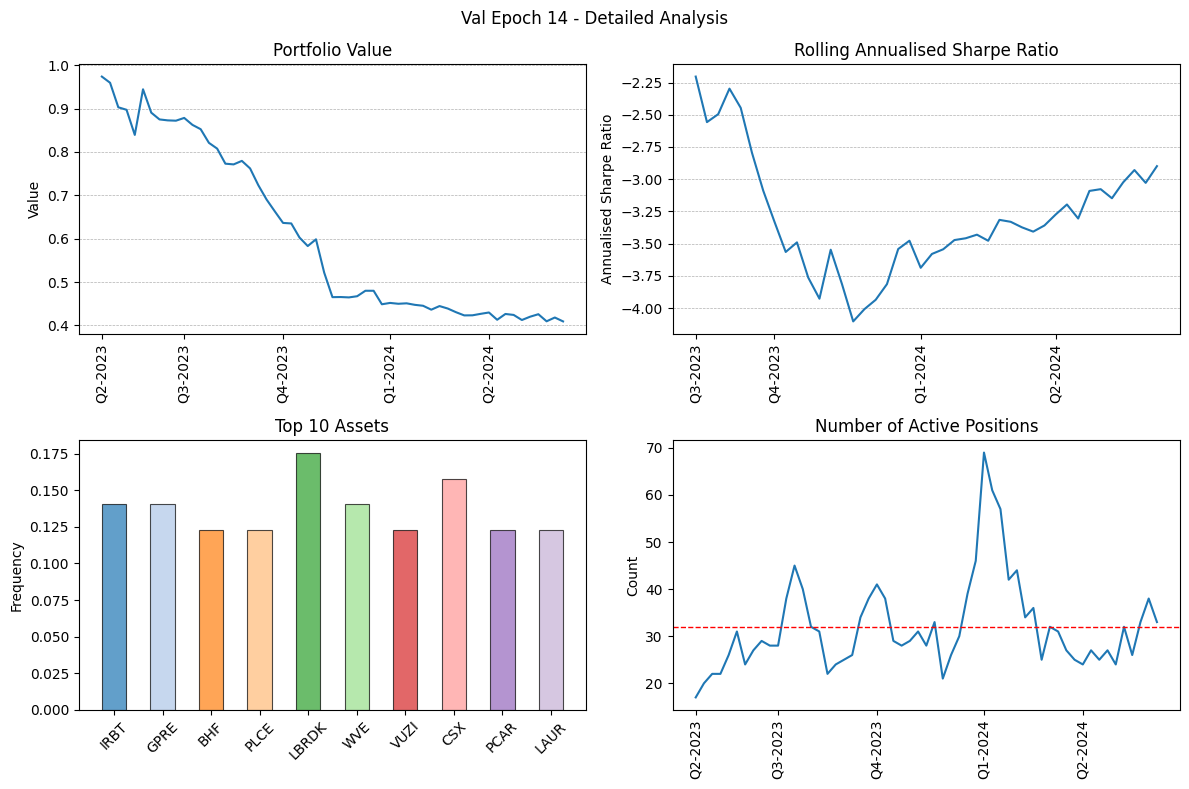 Val Epoch 14 - Detailed Analysis
Portfolio Value
Value
1.0
0.9
0.8
0.7
0.6
0.5
0.4
Q2-2023
Q3-2023
Q4-2023
Q1-2024
Q2-2024
Rolling Annualised Sharpe Ratio
Annualised Sharpe Ratio
−2.25
−2.50
−2.75
−3.00
−3.25
−3.50
−3.75
−4.00
Q3-2023
Q4-2023
Q1-2024
Q2-2024
Top 10 Assets
Frequency
0.175
0.150
0.125
0.100
0.075
0.050
0.025
0.000
IRBT
GPRE
BHF
PLCE
LBRDK
WVE
VUZI
CSX
PCAR
LAUR
Number of Active Positions
Count
70
60
50
40
30
20
Q2-2023
Q3-2023
Q4-2023
Q1-2024
Q2-2024